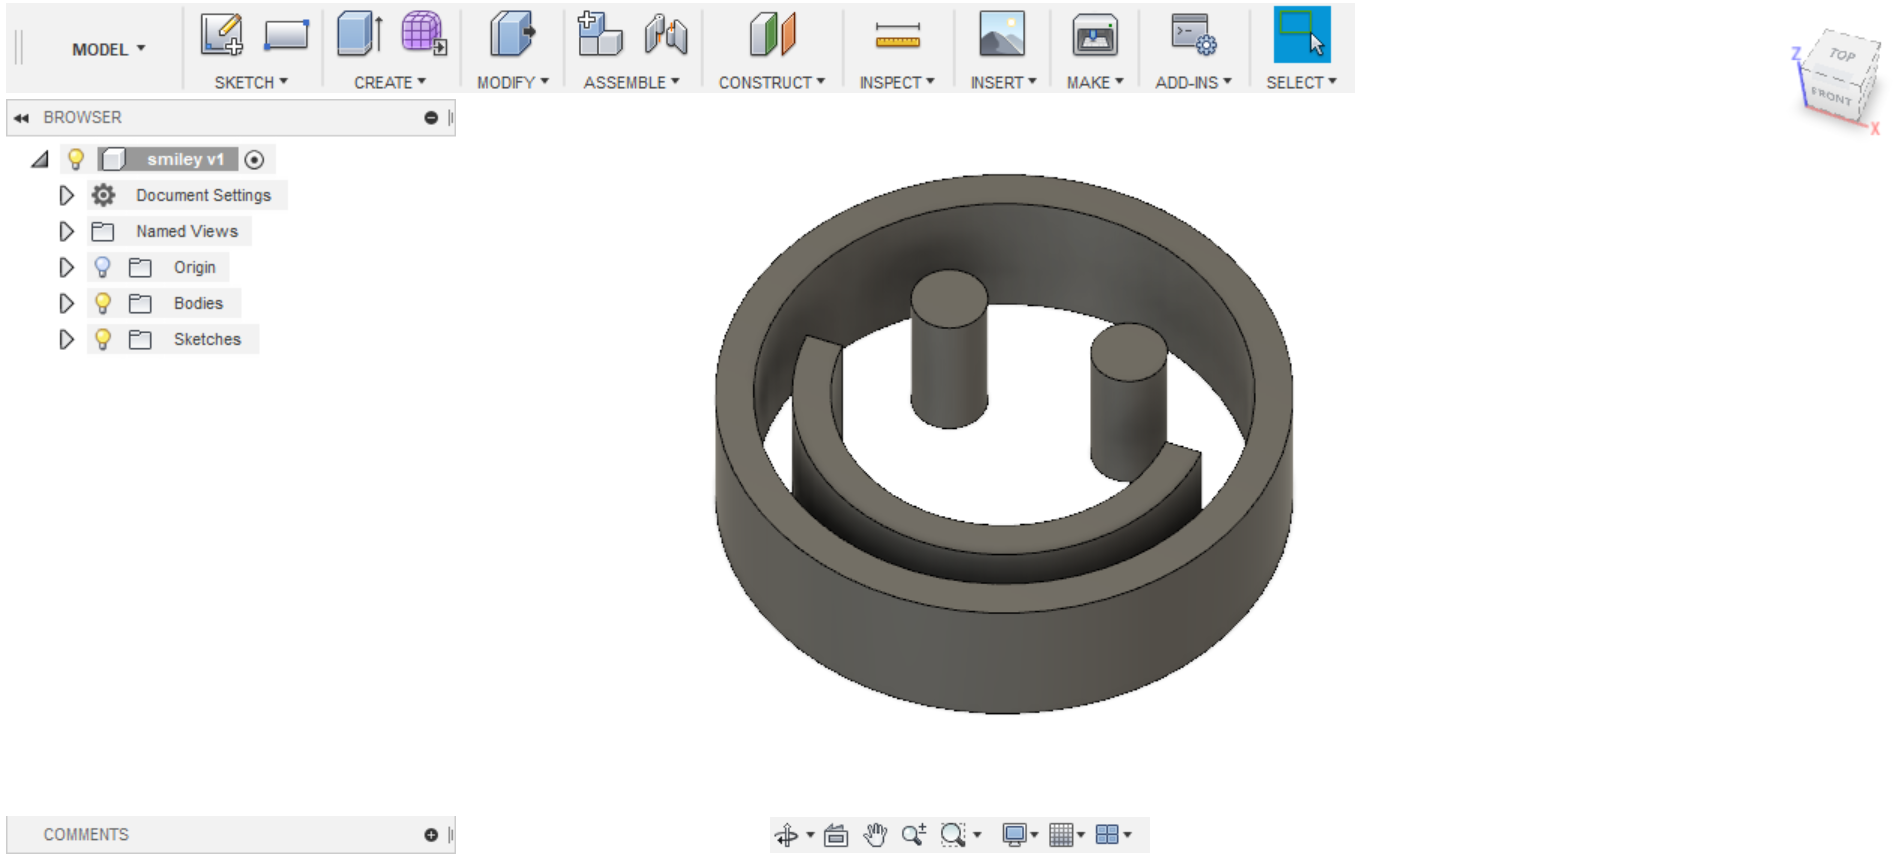 MODEL
SKETCH
CREATE
MODIFY
ASSEMBLE
CONSTRUCT
INSPECT
INSERT
MAKE
ADD-INS
SELECT
BROWSER
smiley v1
Document Settings
Named Views
Origin
Bodies
Sketches
Z
TOP
FRONT
X
COMMENTS